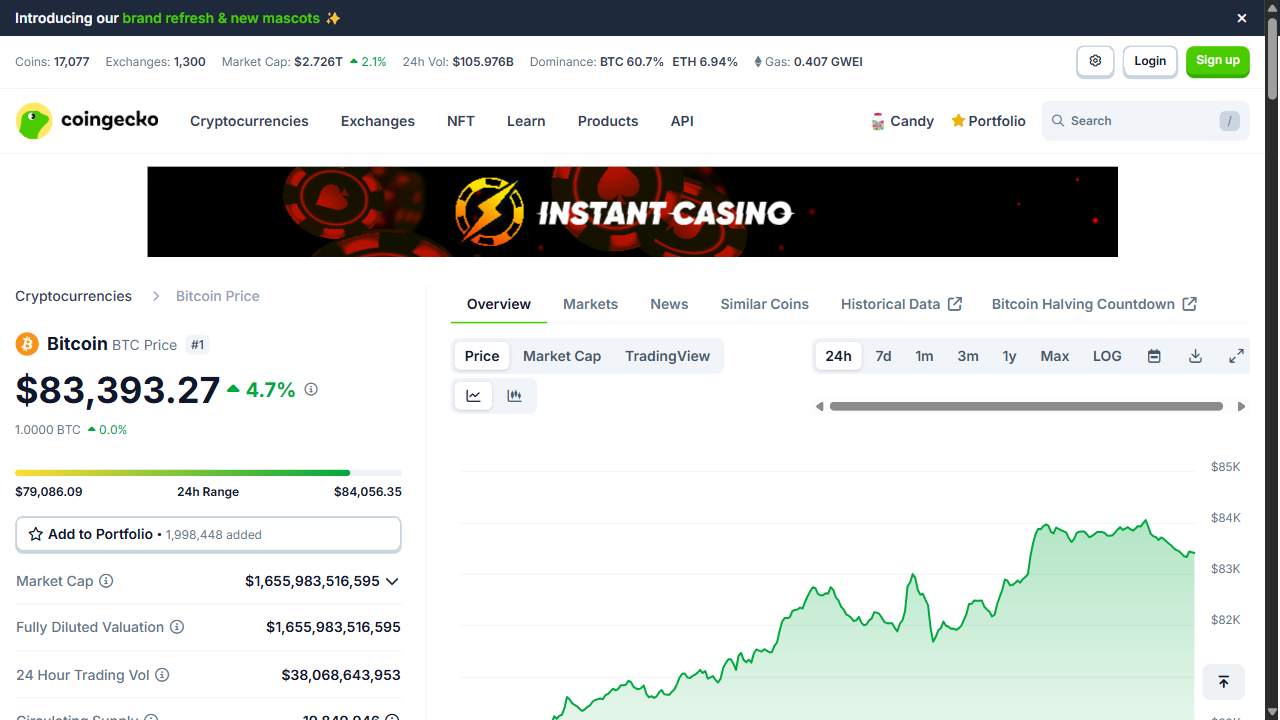 Introducing our brand refresh & new mascots ✨
Coins: 17,077 Exchanges: 1,300 Market Cap: $2.726T 2.1% 24h Vol: $105.976B Dominance: BTC 60.7% ETH 6.94% Gas: 0.407 GWEI
Login
Sign up
coingecko
Cryptocurrencies Exchanges NFT Learn Products API
Candy Portfolio Search /
INSTANT CASINO
Cryptocurrencies Bitcoin Price
Bitcoin BTC Price #1
$83,393.27 4.7%
1.0000 BTC 0.0%
$79,086.09 24h Range $84,056.35
Add to Portfolio • 1,998,448 added
Market Cap $1,655,983,516,595
Fully Diluted Valuation $1,655,983,516,595
24 Hour Trading Vol $38,068,643,953
Overview Markets News Similar Coins Historical Data Bitcoin Halving Countdown
Price Market Cap TradingView
24h 7d 1m 3m 1y Max LOG
$85K
$84K
$83K
$82K